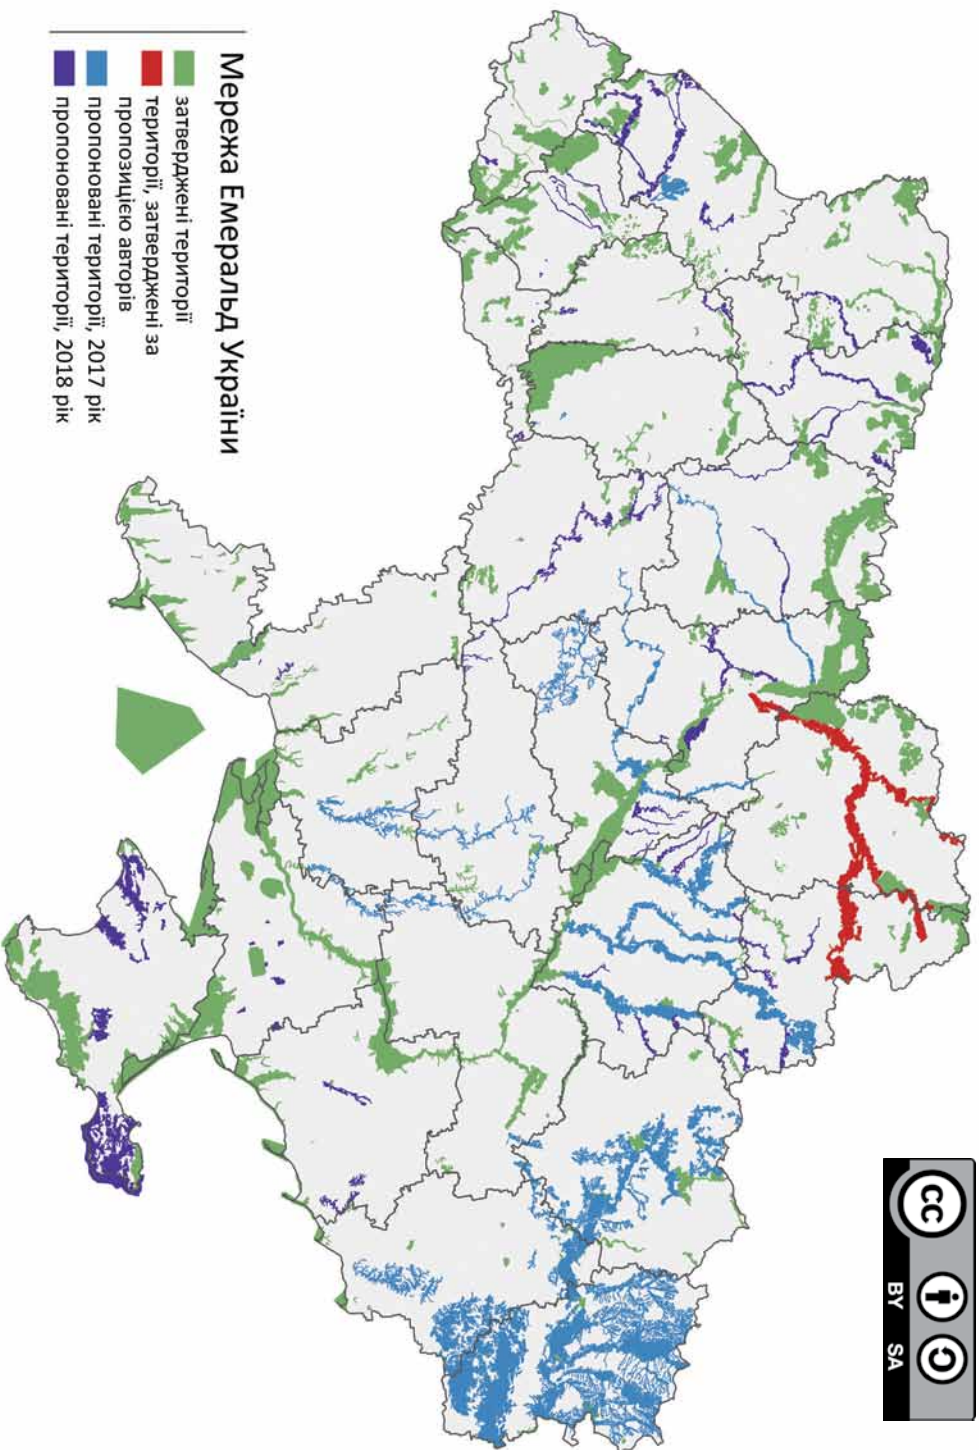 Мережа Емеральд України
затверджені території
території, затверджені за
пропозицією авторів
пропоновані території, 2017 рік
пропоновані території, 2018 рік
cc
BY SA